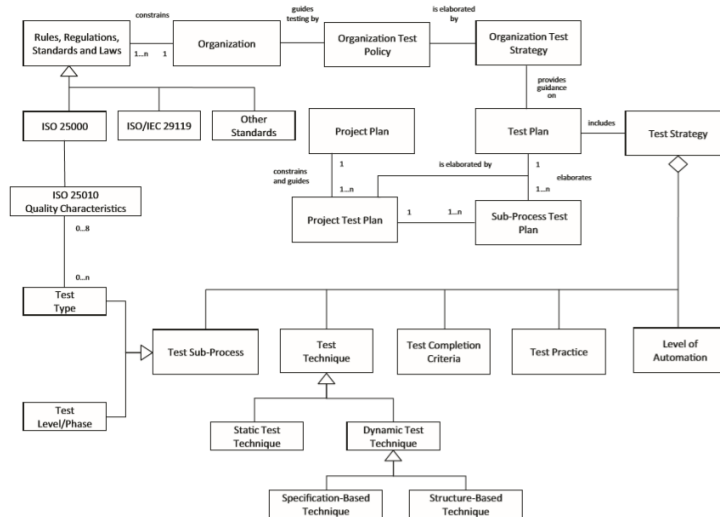 constrains
guides
testing by
is elaborated
by
Rules, Regulations,
Standards and Laws
1...n
1
Organization
Organization Test
Policy
Organization Test
Strategy
provides
guidance
on
ISO 25000
ISO/IEC 29119
Other
Standards
Project Plan
Test Plan
includes
Test Strategy
1
is elaborated by
1
constrains
and guides
elaborates
1...n
1...n
ISO 25010
Quality Characteristics
Project Test Plan
1
1...n
Sub-Process Test
Plan
0...8
0...n
Test
Type
Test Sub-Process
Test
Technique
Test Completion
Criteria
Test Practice
Level of
Automation
Test
Level/Phase
Static Test
Technique
Dynamic Test
Technique
Specification-Based
Technique
Structure-Based
Technique